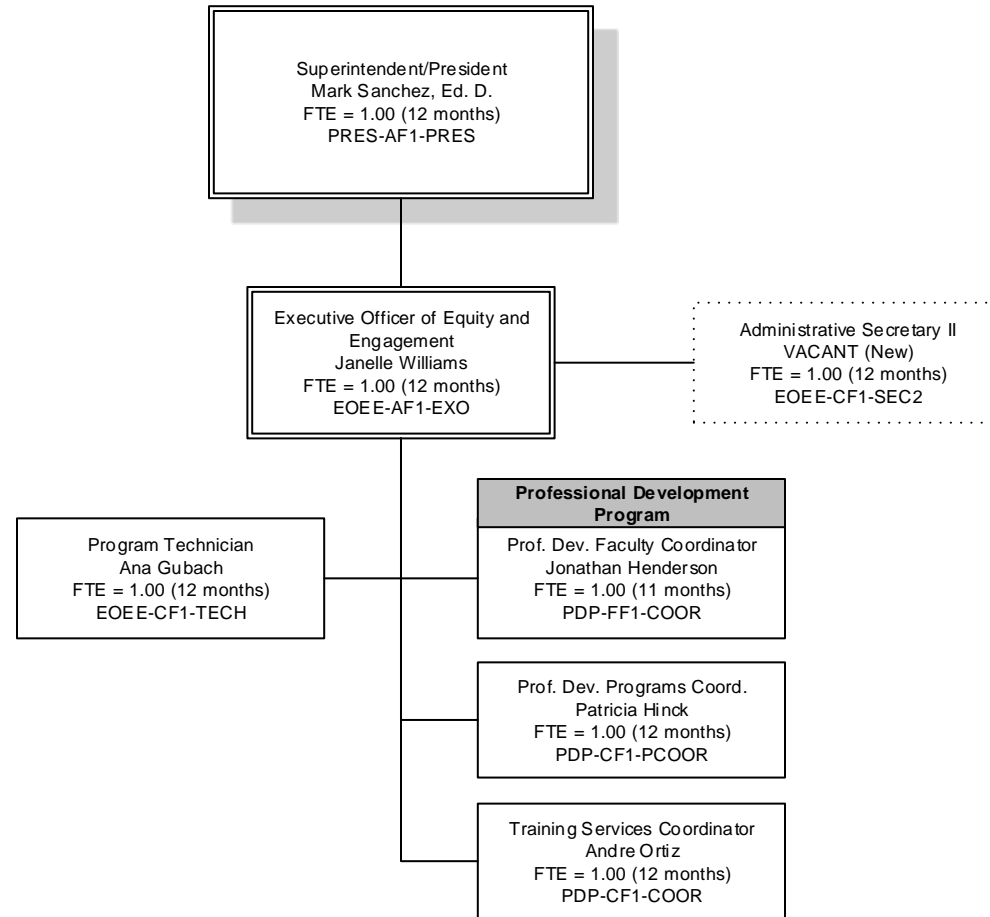 Superintendent/President
Mark Sanchez, Ed. D.
FTE = 1.00 (12 months)
PRES-AF1-PRES
Executive Officer of Equity and
Engagement
Janelle Williams
FTE = 1.00 (12 months)
EOEE-AF1-EXO
Administrative Secretary II
VACANT (New)
FTE = 1.00 (12 months)
EOEE-CF1-SEC2
Program Technician
Ana Gubach
FTE = 1.00 (12 months)
EOEE-CF1-TECH
Professional Development
Program
Prof. Dev. Faculty Coordinator
Jonathan Henderson
FTE = 1.00 (11 months)
PDP-FF1-COOR
Prof. Dev. Programs Coord.
Patricia Hinck
FTE = 1.00 (12 months)
PDP-CF1-PCOOR
Training Services Coordinator
Andre Ortiz
FTE = 1.00 (12 months)
PDP-CF1-COOR